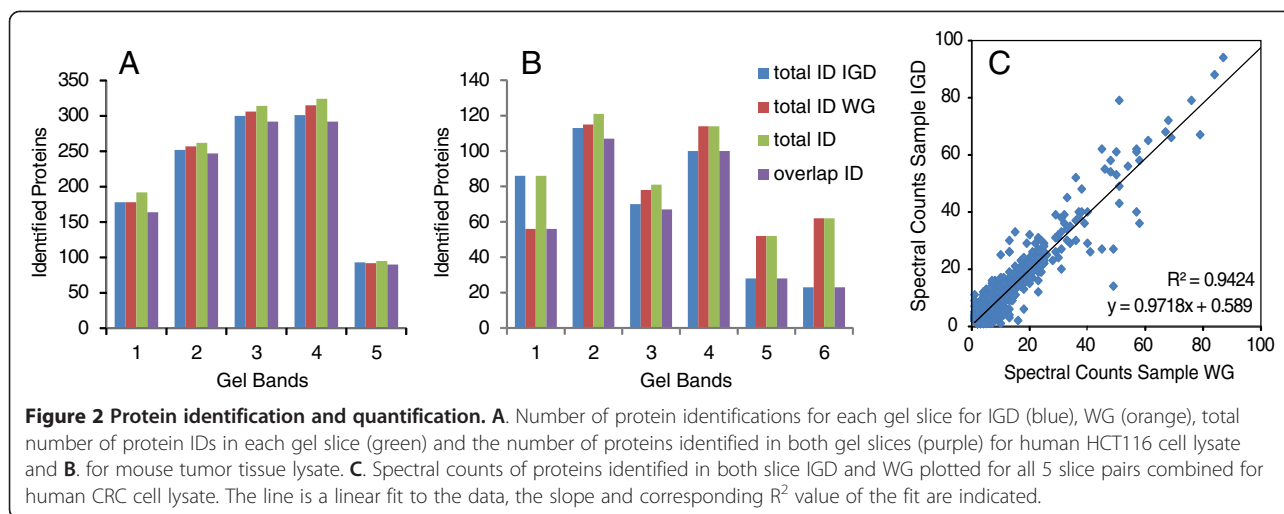 A
350
300
250
200
150
100
50
0
Identified Proteins
1 2 3 4 5
Gel Bands
B
140
120
100
80
60
40
20
0
Identified Proteins
1 2 3 4 5 6
Gel Bands
total ID IGD
total ID WG
total ID
overlap ID
C
100
80
60
40
20
0
Spectral Counts Sample IGD
R² = 0.9424
y = 0.9718x + 0.589
0 20 40 60 80 100
Spectral Counts Sample WG
Figure 2 Protein identification and quantification. A. Number of protein identifications for each gel slice for IGD (blue), WG (orange), total
number of protein IDs in each gel slice (green) and the number of proteins identified in both gel slices (purple) for human HCT116 cell lysate
and B. for mouse tumor tissue lysate. C. Spectral counts of proteins identified in both slice IGD and WG plotted for all 5 slice pairs combined for
human CRC cell lysate. The line is a linear fit to the data, the slope and corresponding R² value of the fit are indicated.